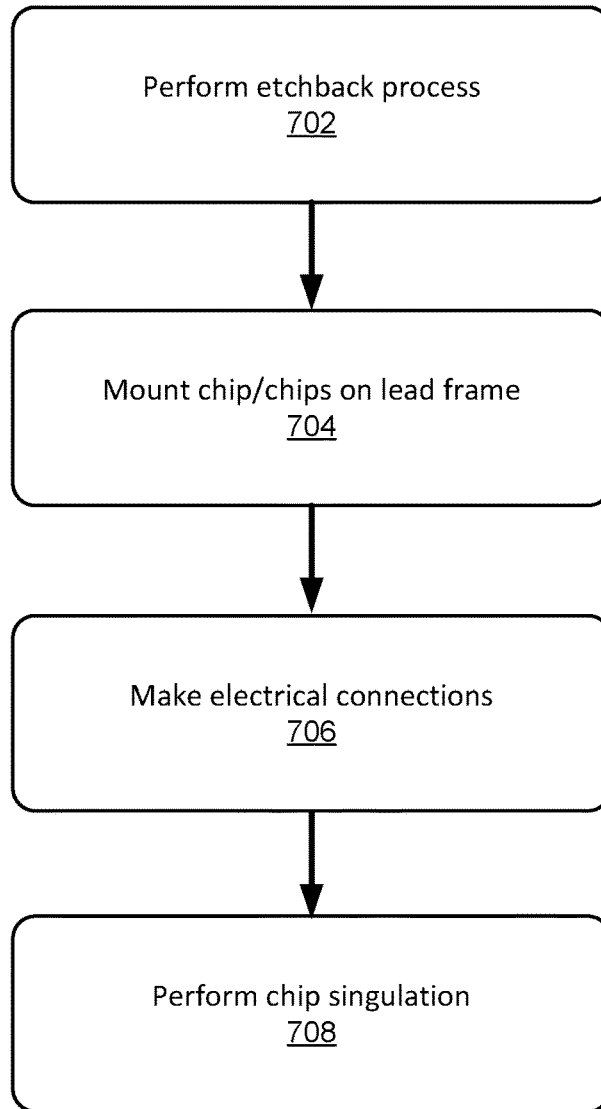 Perform etchback process
702
Mount chip/chips on lead frame
704
Make electrical connections
706
Perform chip singulation
708